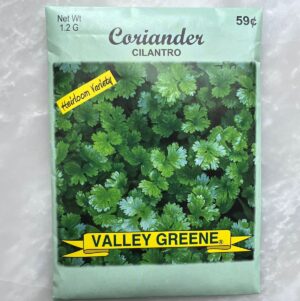 Net Wt
1.2 G
Coriander
59¢
CILANTRO
Heirloom Variety
VALLEY GREENE®